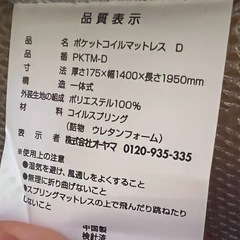 品質表示
品名 ポケットコイルマットレス D
品番 PKTM-D
寸法 厚さ175×幅1400×長さ1950mm
構造 一体式
外装生地の組成 ポリエステル100%
材料 コイルスプリング
(詰物 ウレタンフォーム)
表示者 株式会社オーヤマ 0120-935-335
※使用上の注意
●湿気を避け、風通しをよくすること
●無理に折り曲げないこと
●スプリングマットレスの上で飛んだり跳ねたり
しないこと
中国製
検針済